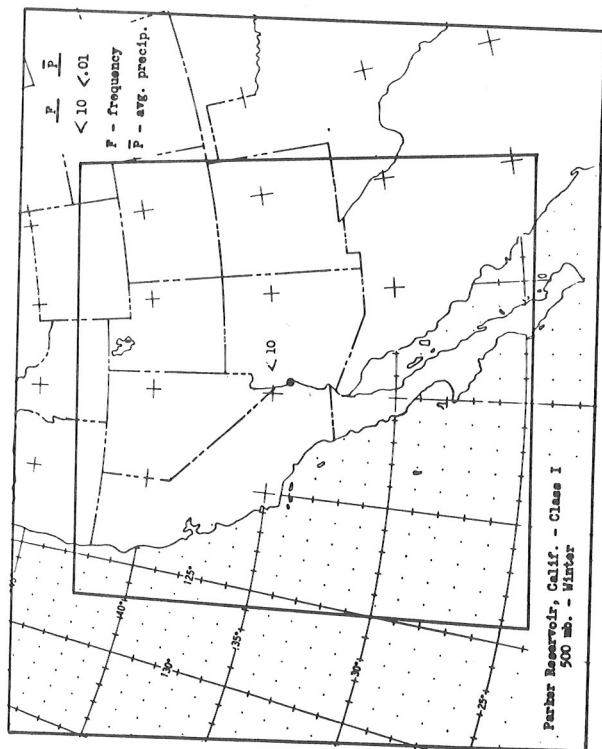 F P̅
< 10 <.01
F - frequency
P̅ - avg. precip.
< 10
125°
130°
40°
35°
30°
25°
Parker Reservoir, Calif. - Class I
500 mb. - Winter